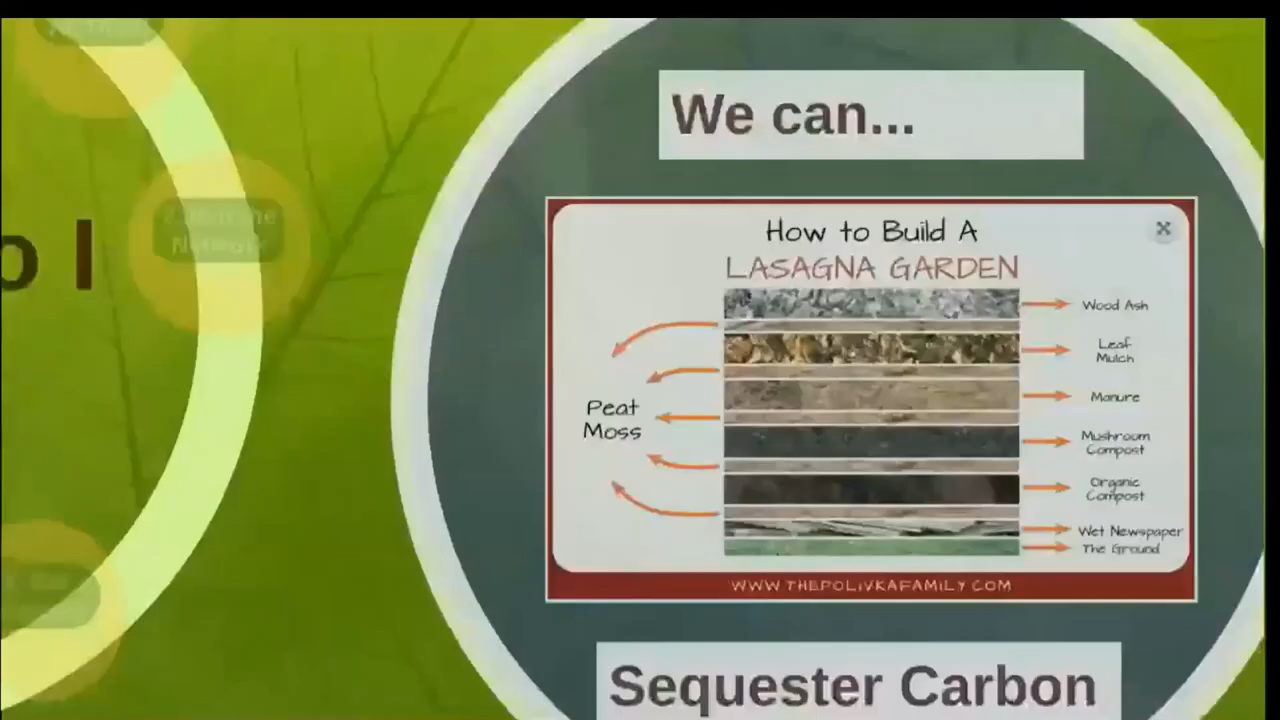 We can...
How to Build A
LASAGNA GARDEN
Wood Ash
Leaf
Mulch
Manure
Peat
Moss
Mushroom
Compost
Organic
Compost
Wet Newspaper
The Ground
WWW.THEPOLIVKAFAMILY.COM
Sequester Carbon